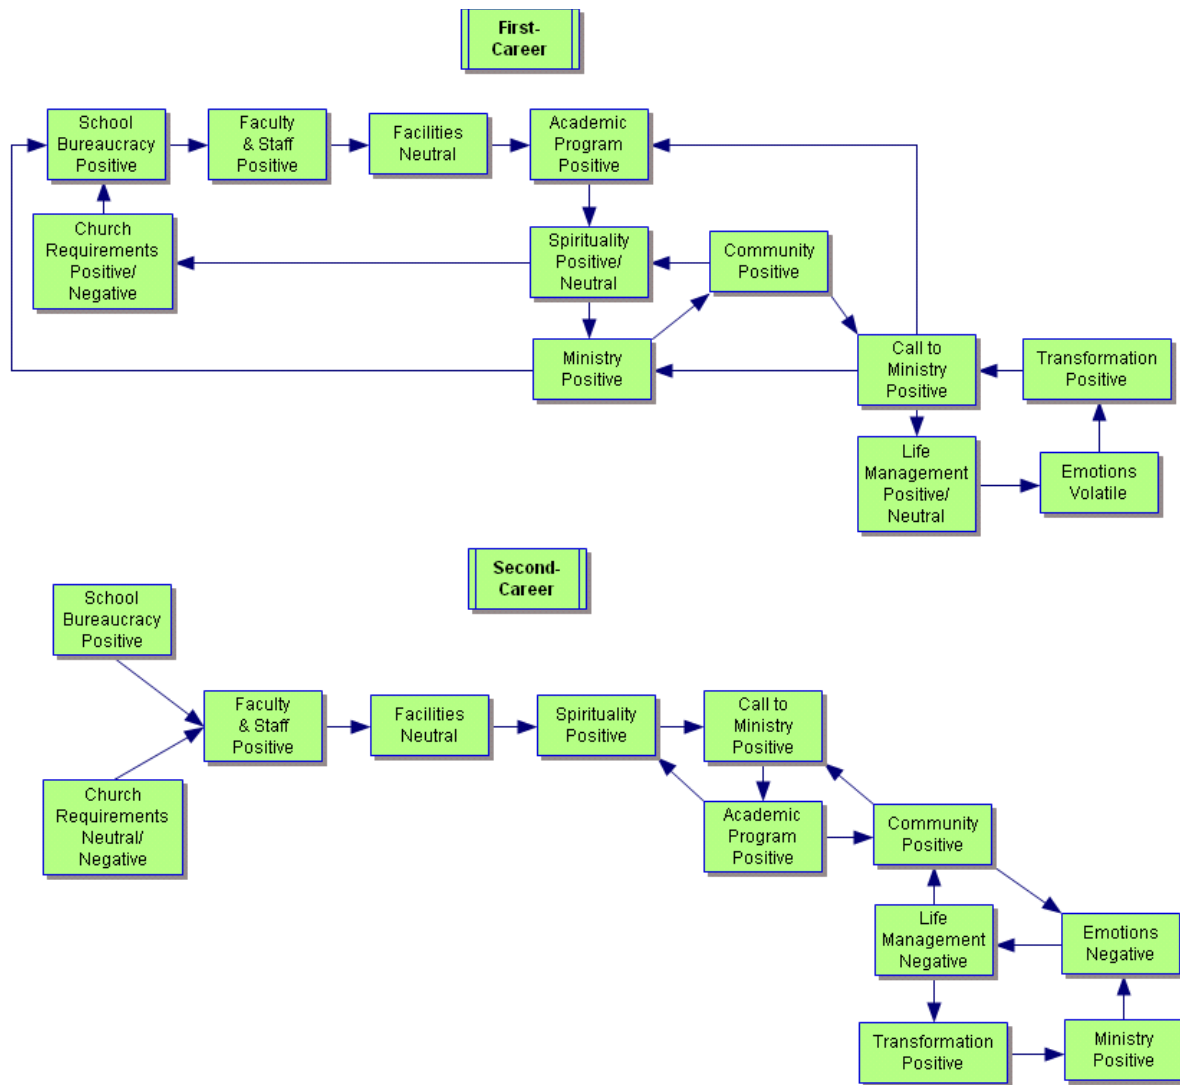 First-
Career
School
Bureaucracy
Positive
Faculty
& Staff
Positive
Facilities
Neutral
Academic
Program
Positive
Church
Requirements
Positive/
Negative
Spirituality
Positive/
Neutral
Community
Positive
Ministry
Positive
Call to
Ministry
Positive
Transformation
Positive
Life
Management
Positive/
Neutral
Emotions
Volatile
Second-
Career
School
Bureaucracy
Positive
Faculty
& Staff
Positive
Facilities
Neutral
Spirituality
Positive
Call to
Ministry
Positive
Church
Requirements
Neutral/
Negative
Academic
Program
Positive
Community
Positive
Life
Management
Negative
Emotions
Negative
Transformation
Positive
Ministry
Positive